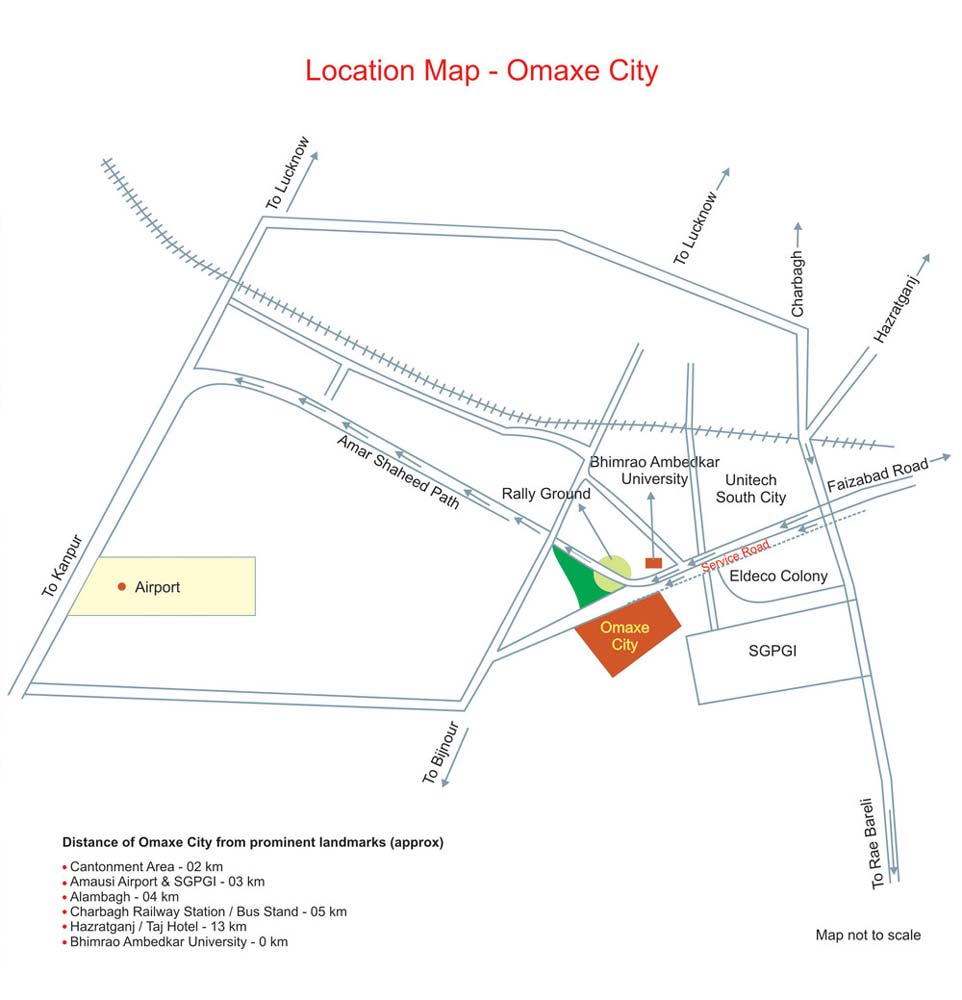 Location Map - Omaxe City
To Lucknow
To Lucknow
Charbagh
Hazratganj
Amar Shaheed Path
Bhimrao Ambedkar
University
Rally Ground
Unitech
South City
Faizabad Road
Service Road
Eldeco Colony
To Kanpur
Airport
Omaxe
City
SGPGI
To Bijnour
To Rae Bareli
Distance of Omaxe City from prominent landmarks (approx)
• Cantonment Area - 02 km
• Amausi Airport & SGPGI - 03 km
• Alambagh - 04 km
• Charbagh Railway Station / Bus Stand - 05 km
• Hazratganj / Taj Hotel - 13 km
• Bhimrao Ambedkar University - 0 km
Map not to scale